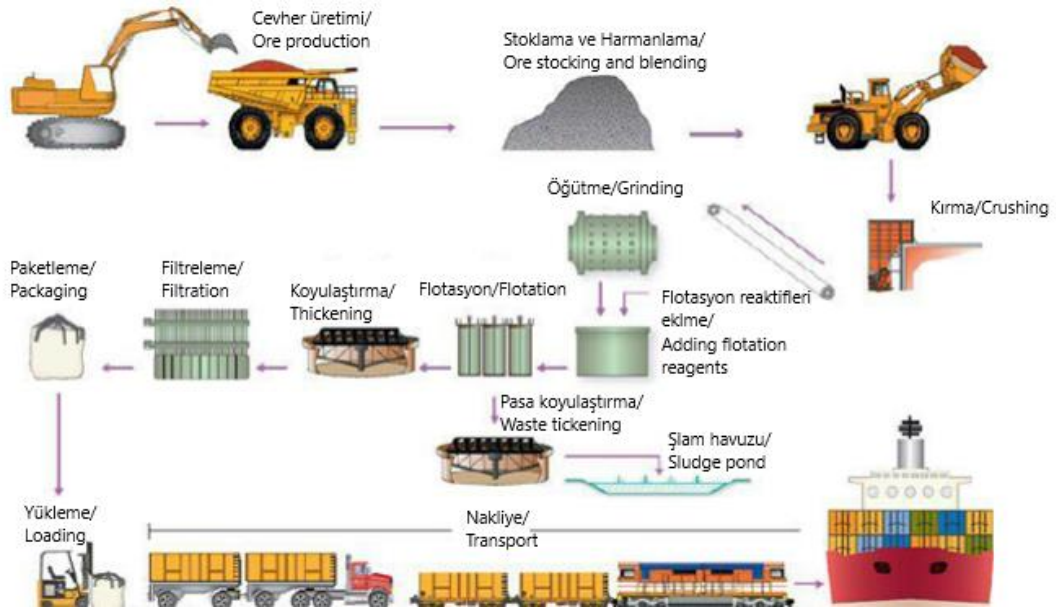 Cevher üretimi/
Ore production
Stoklama ve Harmanlama/
Ore stocking and blending
Öğütme/Grinding
Kırma/Crushing
Paketleme/
Packaging
Filtreleme/
Filtration
Koyulaştırma/
Thickening
Flotasyon/Flotation
Flotasyon reaktifleri
eklme/
Adding flotation
reagents
Pasa koyulaştırma/
Waste tickening
Şlam havuzu/
Sludge pond
Yükleme/
Loading
Nakliye/
Transport